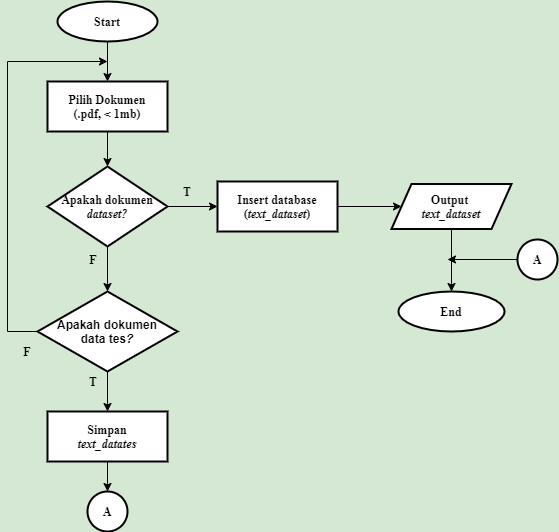 Start
Pilih Dokumen
(.pdf, < 1mb)
Apakah dokumen
dataset?
T
Insert database
(text_dataset)
Output
text_dataset
F
A
End
Apakah dokumen
data tes?
F
T
Simpan
text_datates
A